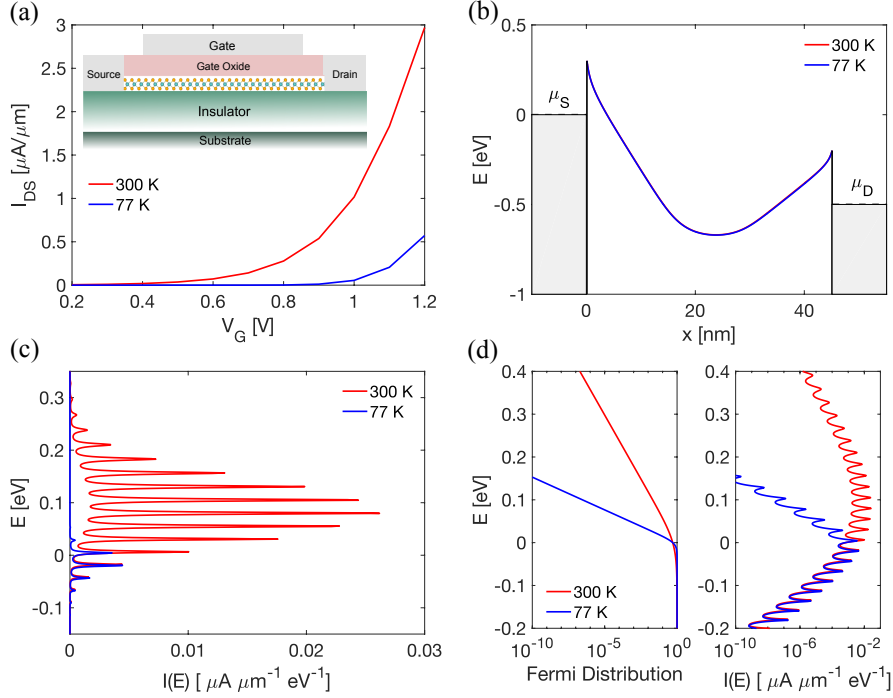 (a)
3
2.5
2
1.5
1
0.5
0
I_DS [μA/μm]
Gate
Gate Oxide
Source
Drain
Insulator
Substrate
300 K
77 K
0.2
0.4
0.6
0.8
1
1.2
V_G [V]
(b)
0.5
0
-0.5
-1
E [eV]
300 K
77 K
μ_S
μ_D
0
20
40
x [nm]
(c)
0.3
0.2
0.1
0
-0.1
E [eV]
300 K
77 K
0
0.01
0.02
0.03
I(E) [ μA μm⁻¹ eV⁻¹]
(d)
0.4
0.3
0.2
0.1
0
-0.1
-0.2
E [eV]
300 K
77 K
10⁻¹⁰
10⁻⁵
10⁰
Fermi Distribution
0.4
0.3
0.2
0.1
0
-0.1
-0.2
10⁻¹⁰
10⁻⁶
10⁻²
I(E) [ μA μm⁻¹ eV⁻¹]